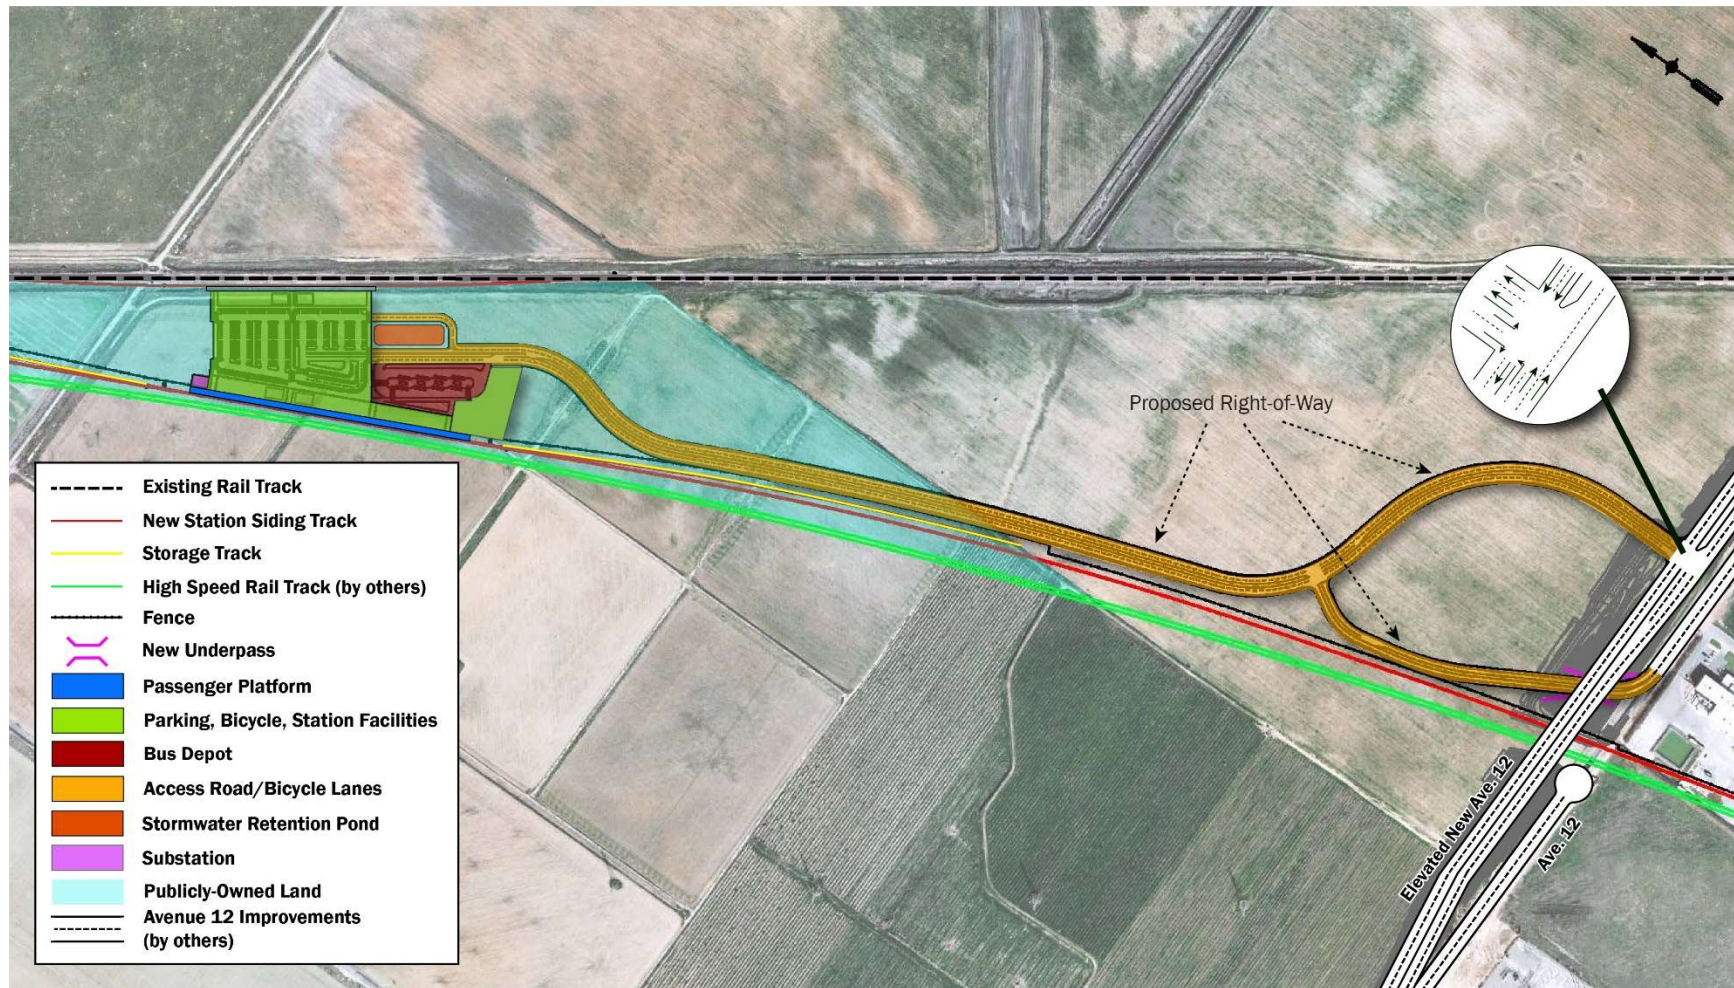 Proposed Right-of-Way
Existing Rail Track
New Station Siding Track
Storage Track
High Speed Rail Track (by others)
Fence
New Underpass
Passenger Platform
Parking, Bicycle, Station Facilities
Bus Depot
Access Road/Bicycle Lanes
Stormwater Retention Pond
Substation
Publicly-Owned Land
Avenue 12 Improvements
(by others)
Elevated New Ave. 12
Ave. 12